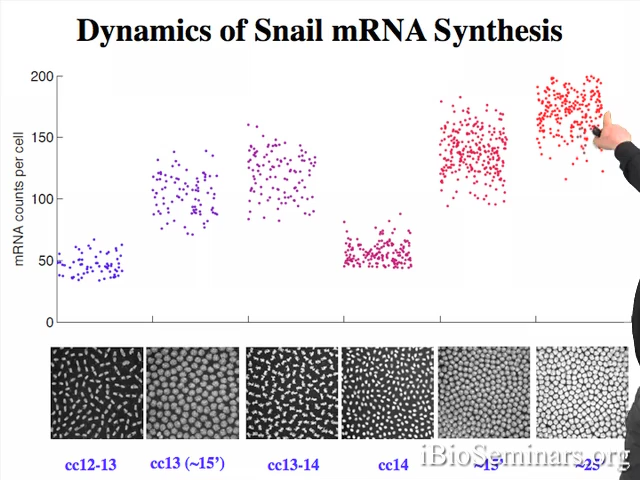 Dynamics of Snail mRNA Synthesis
200
150
100
50
0
mRNA counts per cell
cc12-13 cc13 (~15’) cc13-14 cc14 ~15’ ~25’
iBioSeminars.org